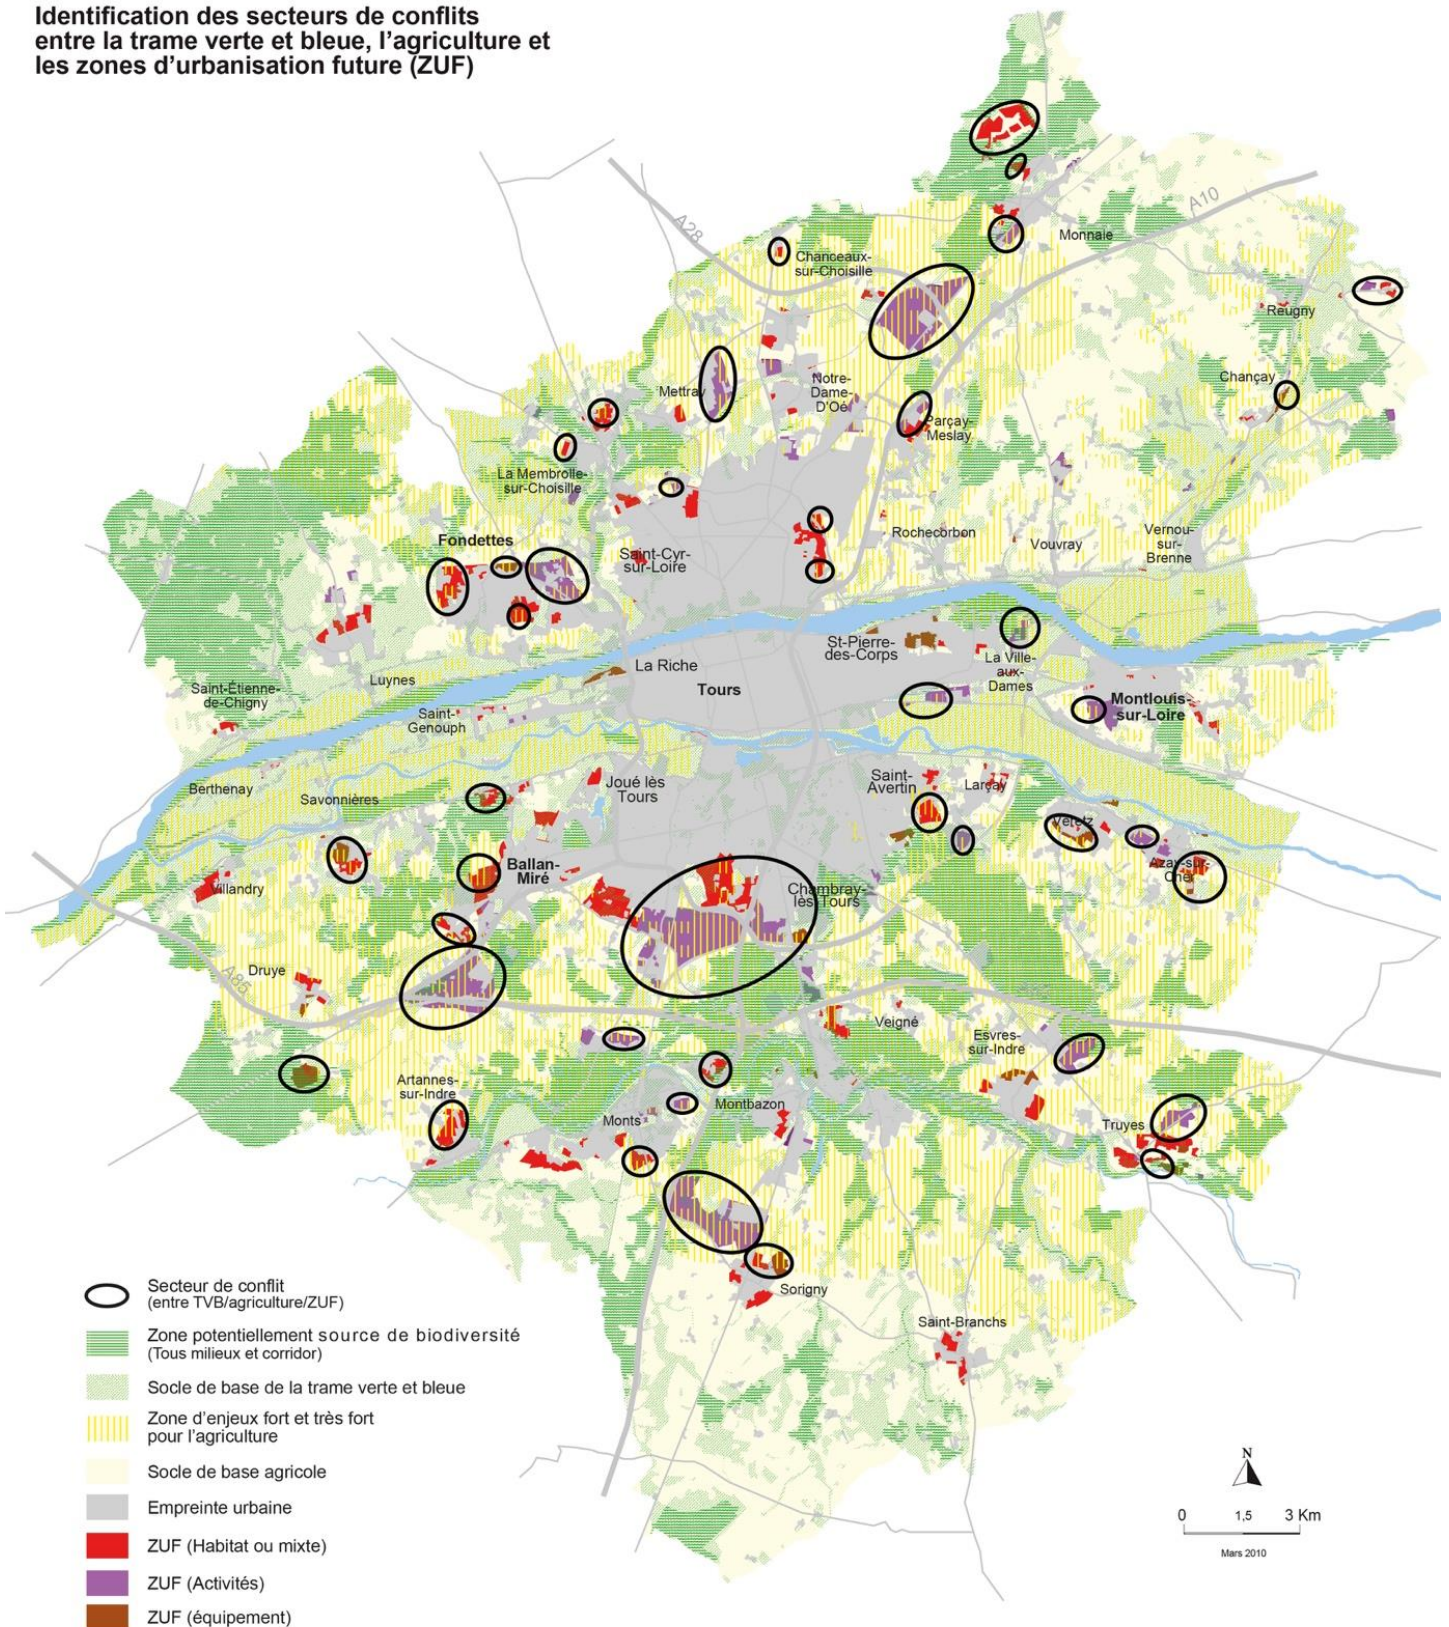 Identification des secteurs de conflits
entre la trame verte et bleue, l'agriculture et
les zones d'urbanisation future (ZUF)
A28
A10
Monnaie
Chanceaux-
sur-Choisille
Reugny
Chançay
Mettray
Notre-
Dame-
D'Oé
Parçay-
Meslay
La Membrolle-
sur-Choisille
Fondettes
Saint-Cyr-
sur-Loire
Rochecorbon
Vouvray
Vernou-
sur-
Brenne
St-Pierre-
des-Corps
La Riche
Tours
La Ville-
aux-
Dames
Montlouis-
sur-Loire
Luynes
Saint-Étienne-
de-Chigny
Saint-
Genouph
Berthenay
Savonnières
Joué lès
Tours
Saint-
Avertin
Larçay
Véretz
Azay-sur-
Cher
Villandry
Ballan-
Miré
Chambray-
lès Tours
Druye
A85
Veigné
Esvres-
sur-Indre
Artannes-
sur-Indre
Monts
Montbazon
Truyes
Sorigny
Saint-Branchs
Secteur de conflit
(entre TVB/agriculture/ZUF)
Zone potentiellement source de biodiversité
(Tous milieux et corridor)
Socle de base de la trame verte et bleue
Zone d'enjeux fort et très fort
pour l'agriculture
Socle de base agricole
Empreinte urbaine
ZUF (Habitat ou mixte)
ZUF (Activités)
ZUF (équipement)
N
0 1,5 3 Km
Mars 2010